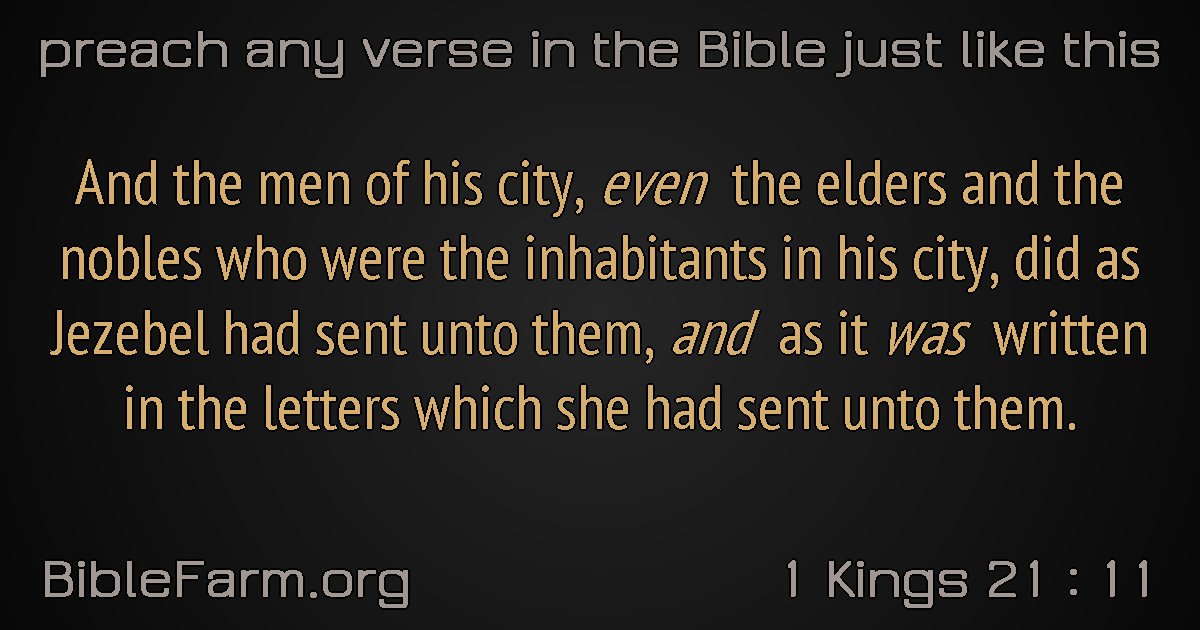 preach any verse in the Bible just like this
And the men of his city, even the elders and the
nobles who were the inhabitants in his city, did as
Jezebel had sent unto them, and as it was written
in the letters which she had sent unto them.
BibleFarm.org
1 Kings 21 : 11